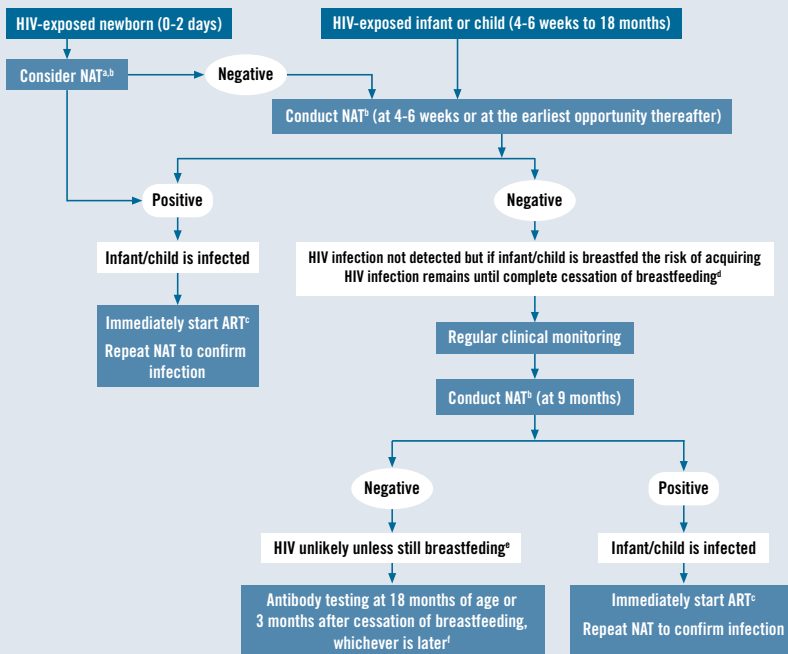 HIV-exposed newborn (0-2 days)
HIV-exposed infant or child (4-6 weeks to 18 months)
Consider NATa,b
Negative
Conduct NATb (at 4-6 weeks or at the earliest opportunity thereafter)
Positive
Negative
Infant/child is infected
HIV infection not detected but if infant/child is breastfed the risk of acquiring
HIV infection remains until complete cessation of breastfeedingd
Immediately start ARTc
Repeat NAT to confirm
infection
Regular clinical monitoring
Conduct NATb (at 9 months)
Negative
Positive
HIV unlikely unless still breastfedinge
Infant/child is infected
Antibody testing at 18 months of age or
3 months after cessation of breastfeeding,
whichever is laterf
Immediately start ARTc
Repeat NAT to confirm infection